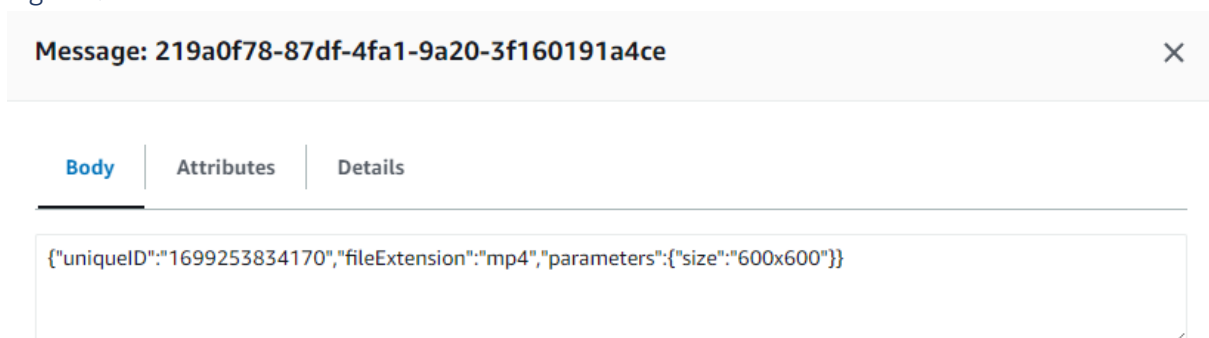 Message: 219a0f78-87df-4fa1-9a20-3f160191a4ce
Body
Attributes
Details
{"uniqueID":"1699253834170","fileExtension":"mp4","parameters":{"size":"600x600"}}